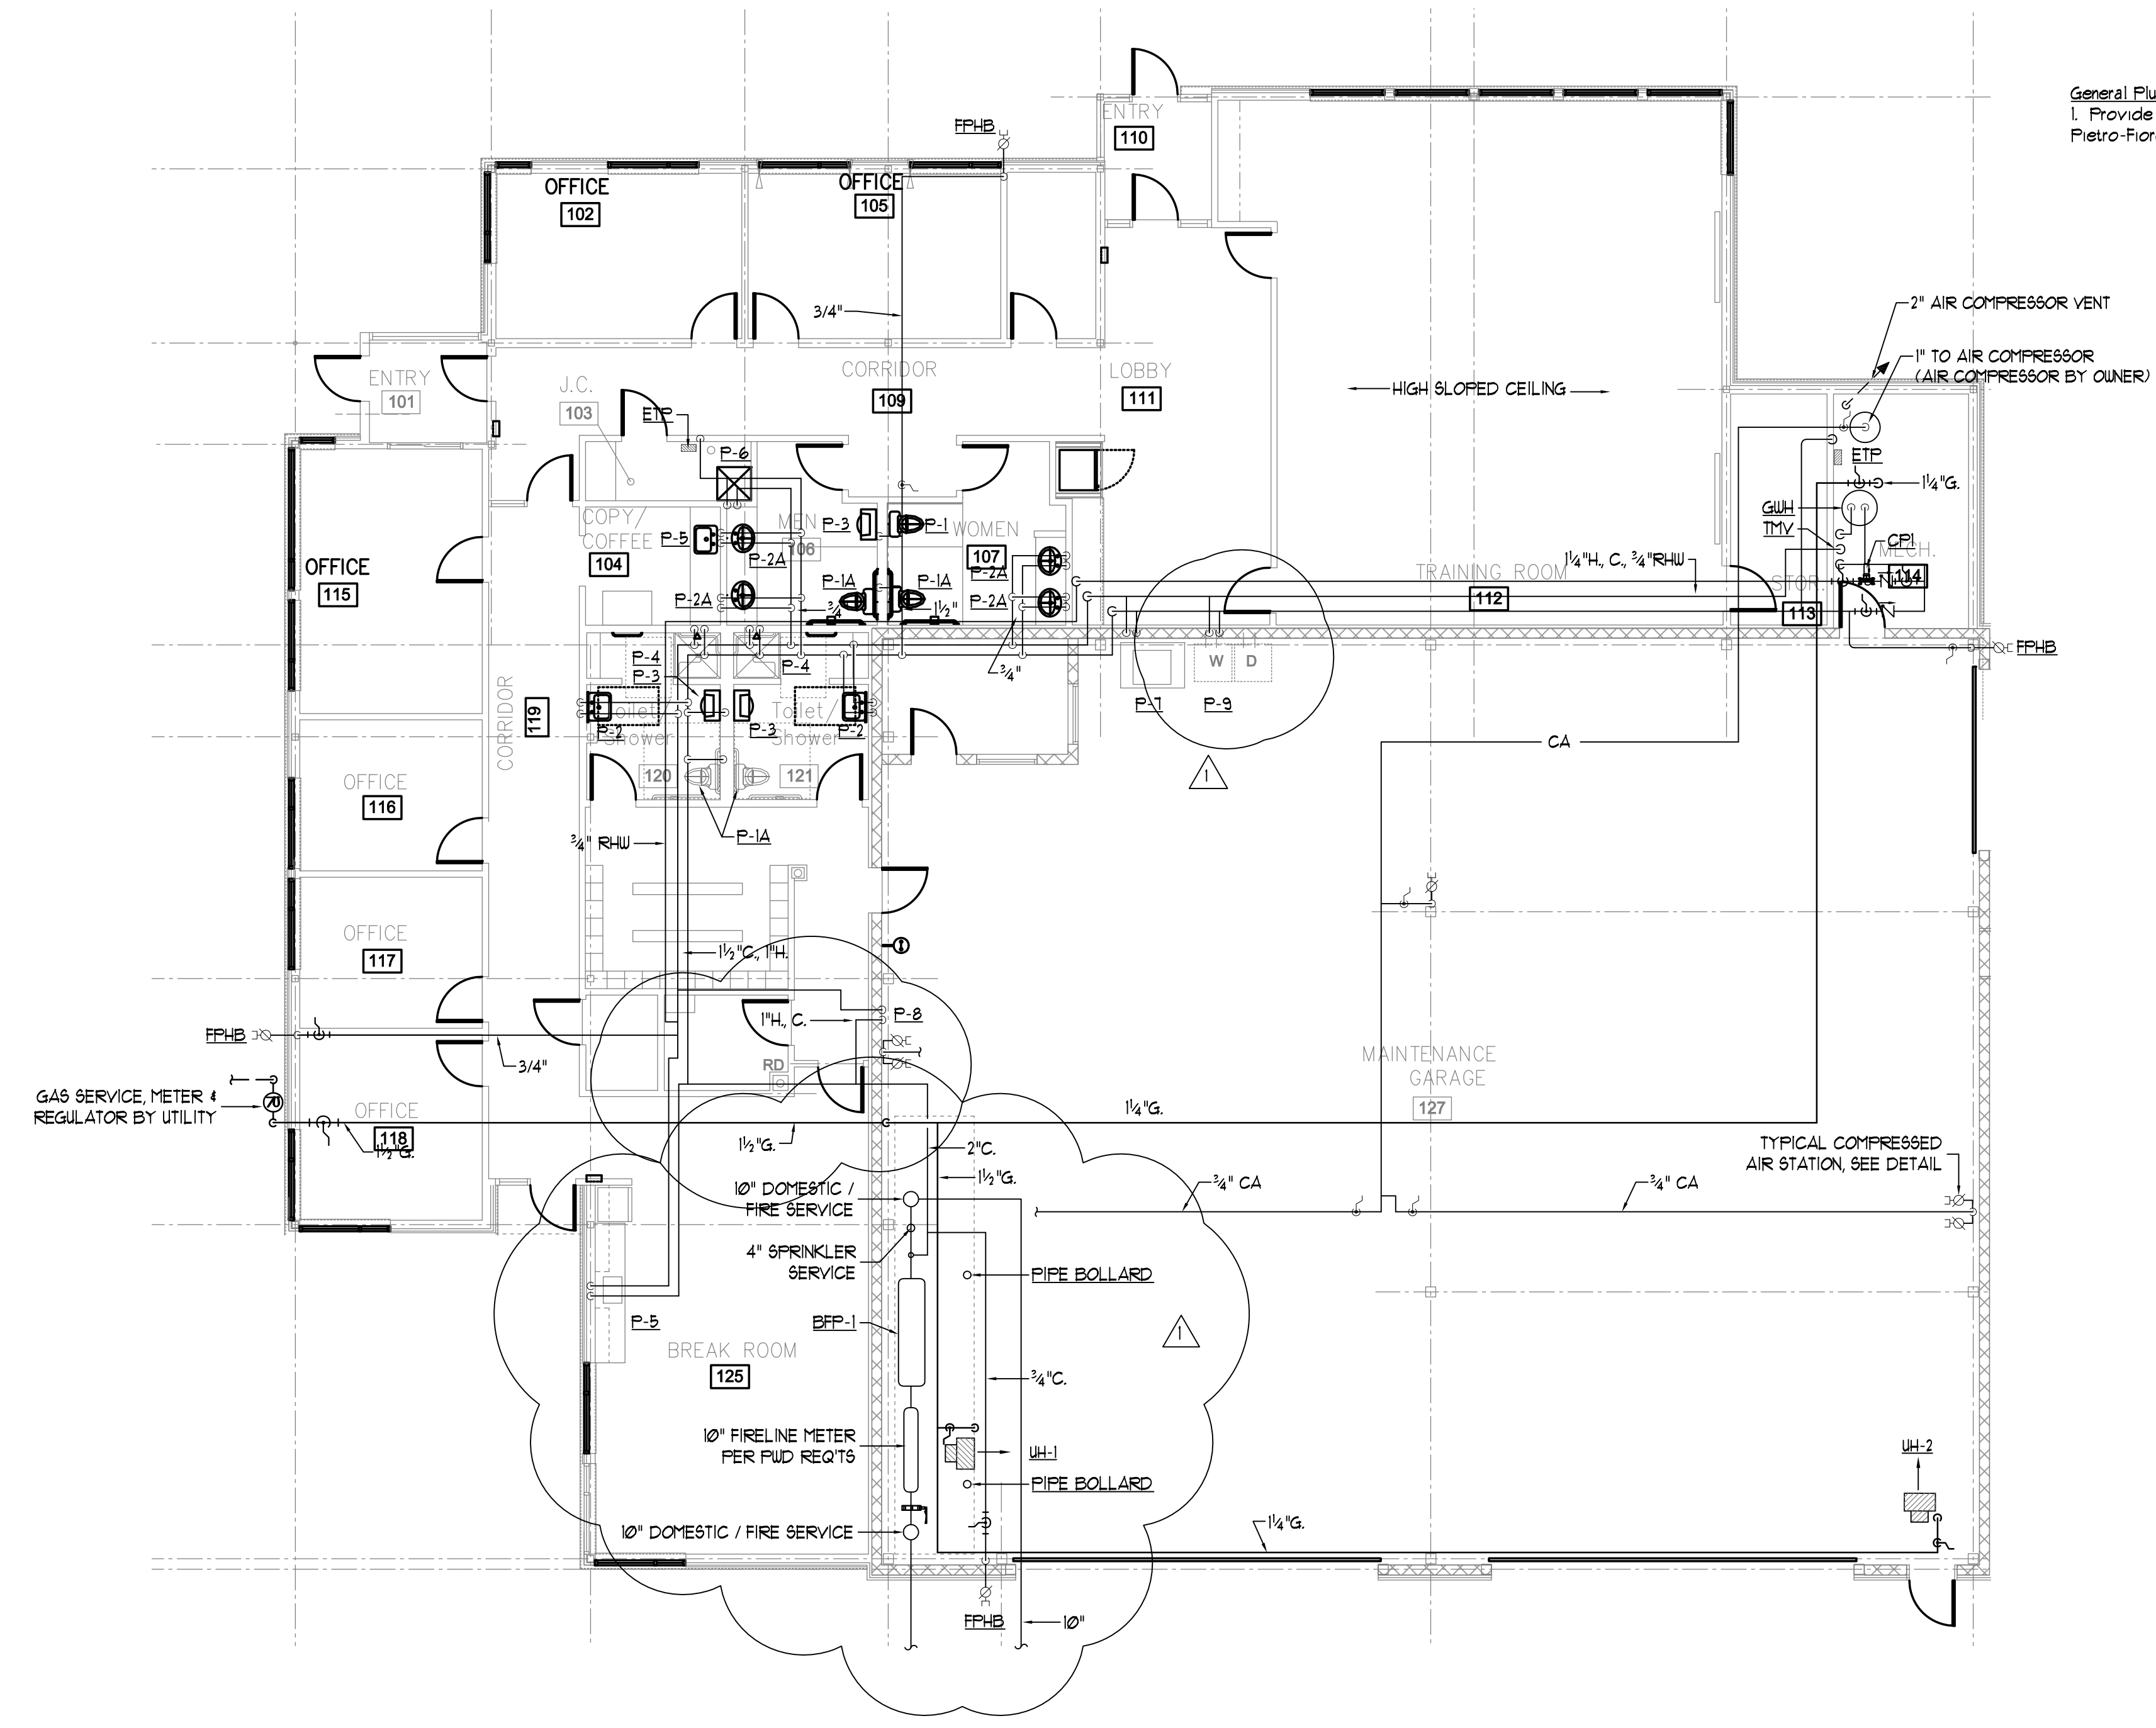 General Plu
1. Provide
Pietro-Fior
FPHB
ENTRY
110
OFFICE
102
OFFICE
105
3/4"
2" AIR COMPRESSOR VENT
1" TO AIR COMPRESSOR
(AIR COMPRESSOR BY OWNER)
ENTRY
101
J.C.
103
CORRIDOR
109
LOBBY
111
HIGH SLOPED CEILING
ETP
P-6
ETP
1¼"G.
GWH
TMV
CP1
MECH.
114
COPY/
COFFEE
104
P-5
MEN
106
P-3
P-1
WOMEN
107
P-2A
P-2A
P-1A
P-1A
P-2A
P-2A
3/4"
1½"
¾"
OFFICE
115
1¼"H., C., ¾"RHW
TRAINING ROOM
112
STOR.
113
FPHB
P-4
P-3
P-4
W
D
P-7
P-9
CORRIDOR
119
Toilet/
Shower
120
P-2
P-3
Toilet/
Shower
121
P-2
1
CA
OFFICE
116
P-1A
¾" RHW
OFFICE
117
1½"C., 1"H.
1"H., C.
P-8
FPHB
3/4"
RD
MAINTENANCE
GARAGE
127
GAS SERVICE, METER &
REGULATOR BY UTILITY
OFFICE
118
1½"G.
1½"G.
1¼"G.
2"C.
1½"G.
TYPICAL COMPRESSED
AIR STATION, SEE DETAIL
10" DOMESTIC /
FIRE SERVICE
¾" CA
¾" CA
4" SPRINKLER
SERVICE
PIPE BOLLARD
P-5
BFP-1
1
BREAK ROOM
125
¾"C.
10" FIRELINE METER
PER PWD REQ'TS
UH-1
UH-2
PIPE BOLLARD
10" DOMESTIC / FIRE SERVICE
1¼"G.
FPHB
10"